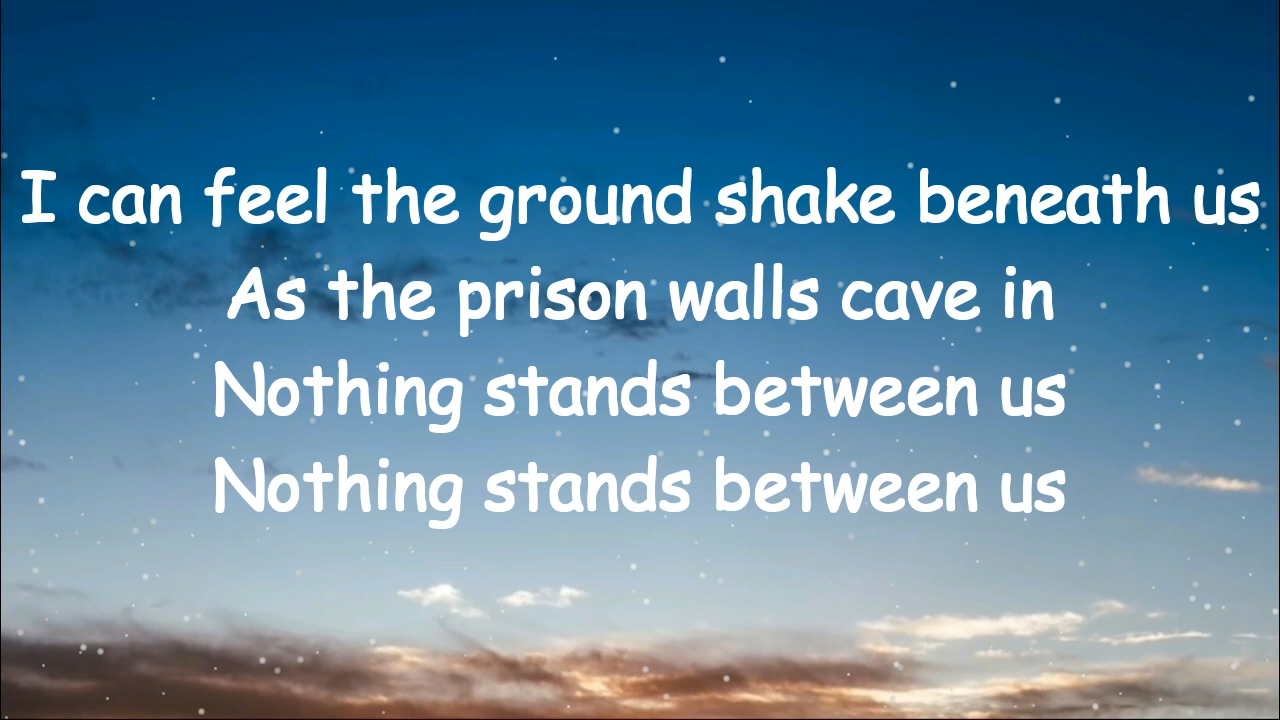 I can feel the ground shake beneath us
As the prison walls cave in
Nothing stands between us
Nothing stands between us